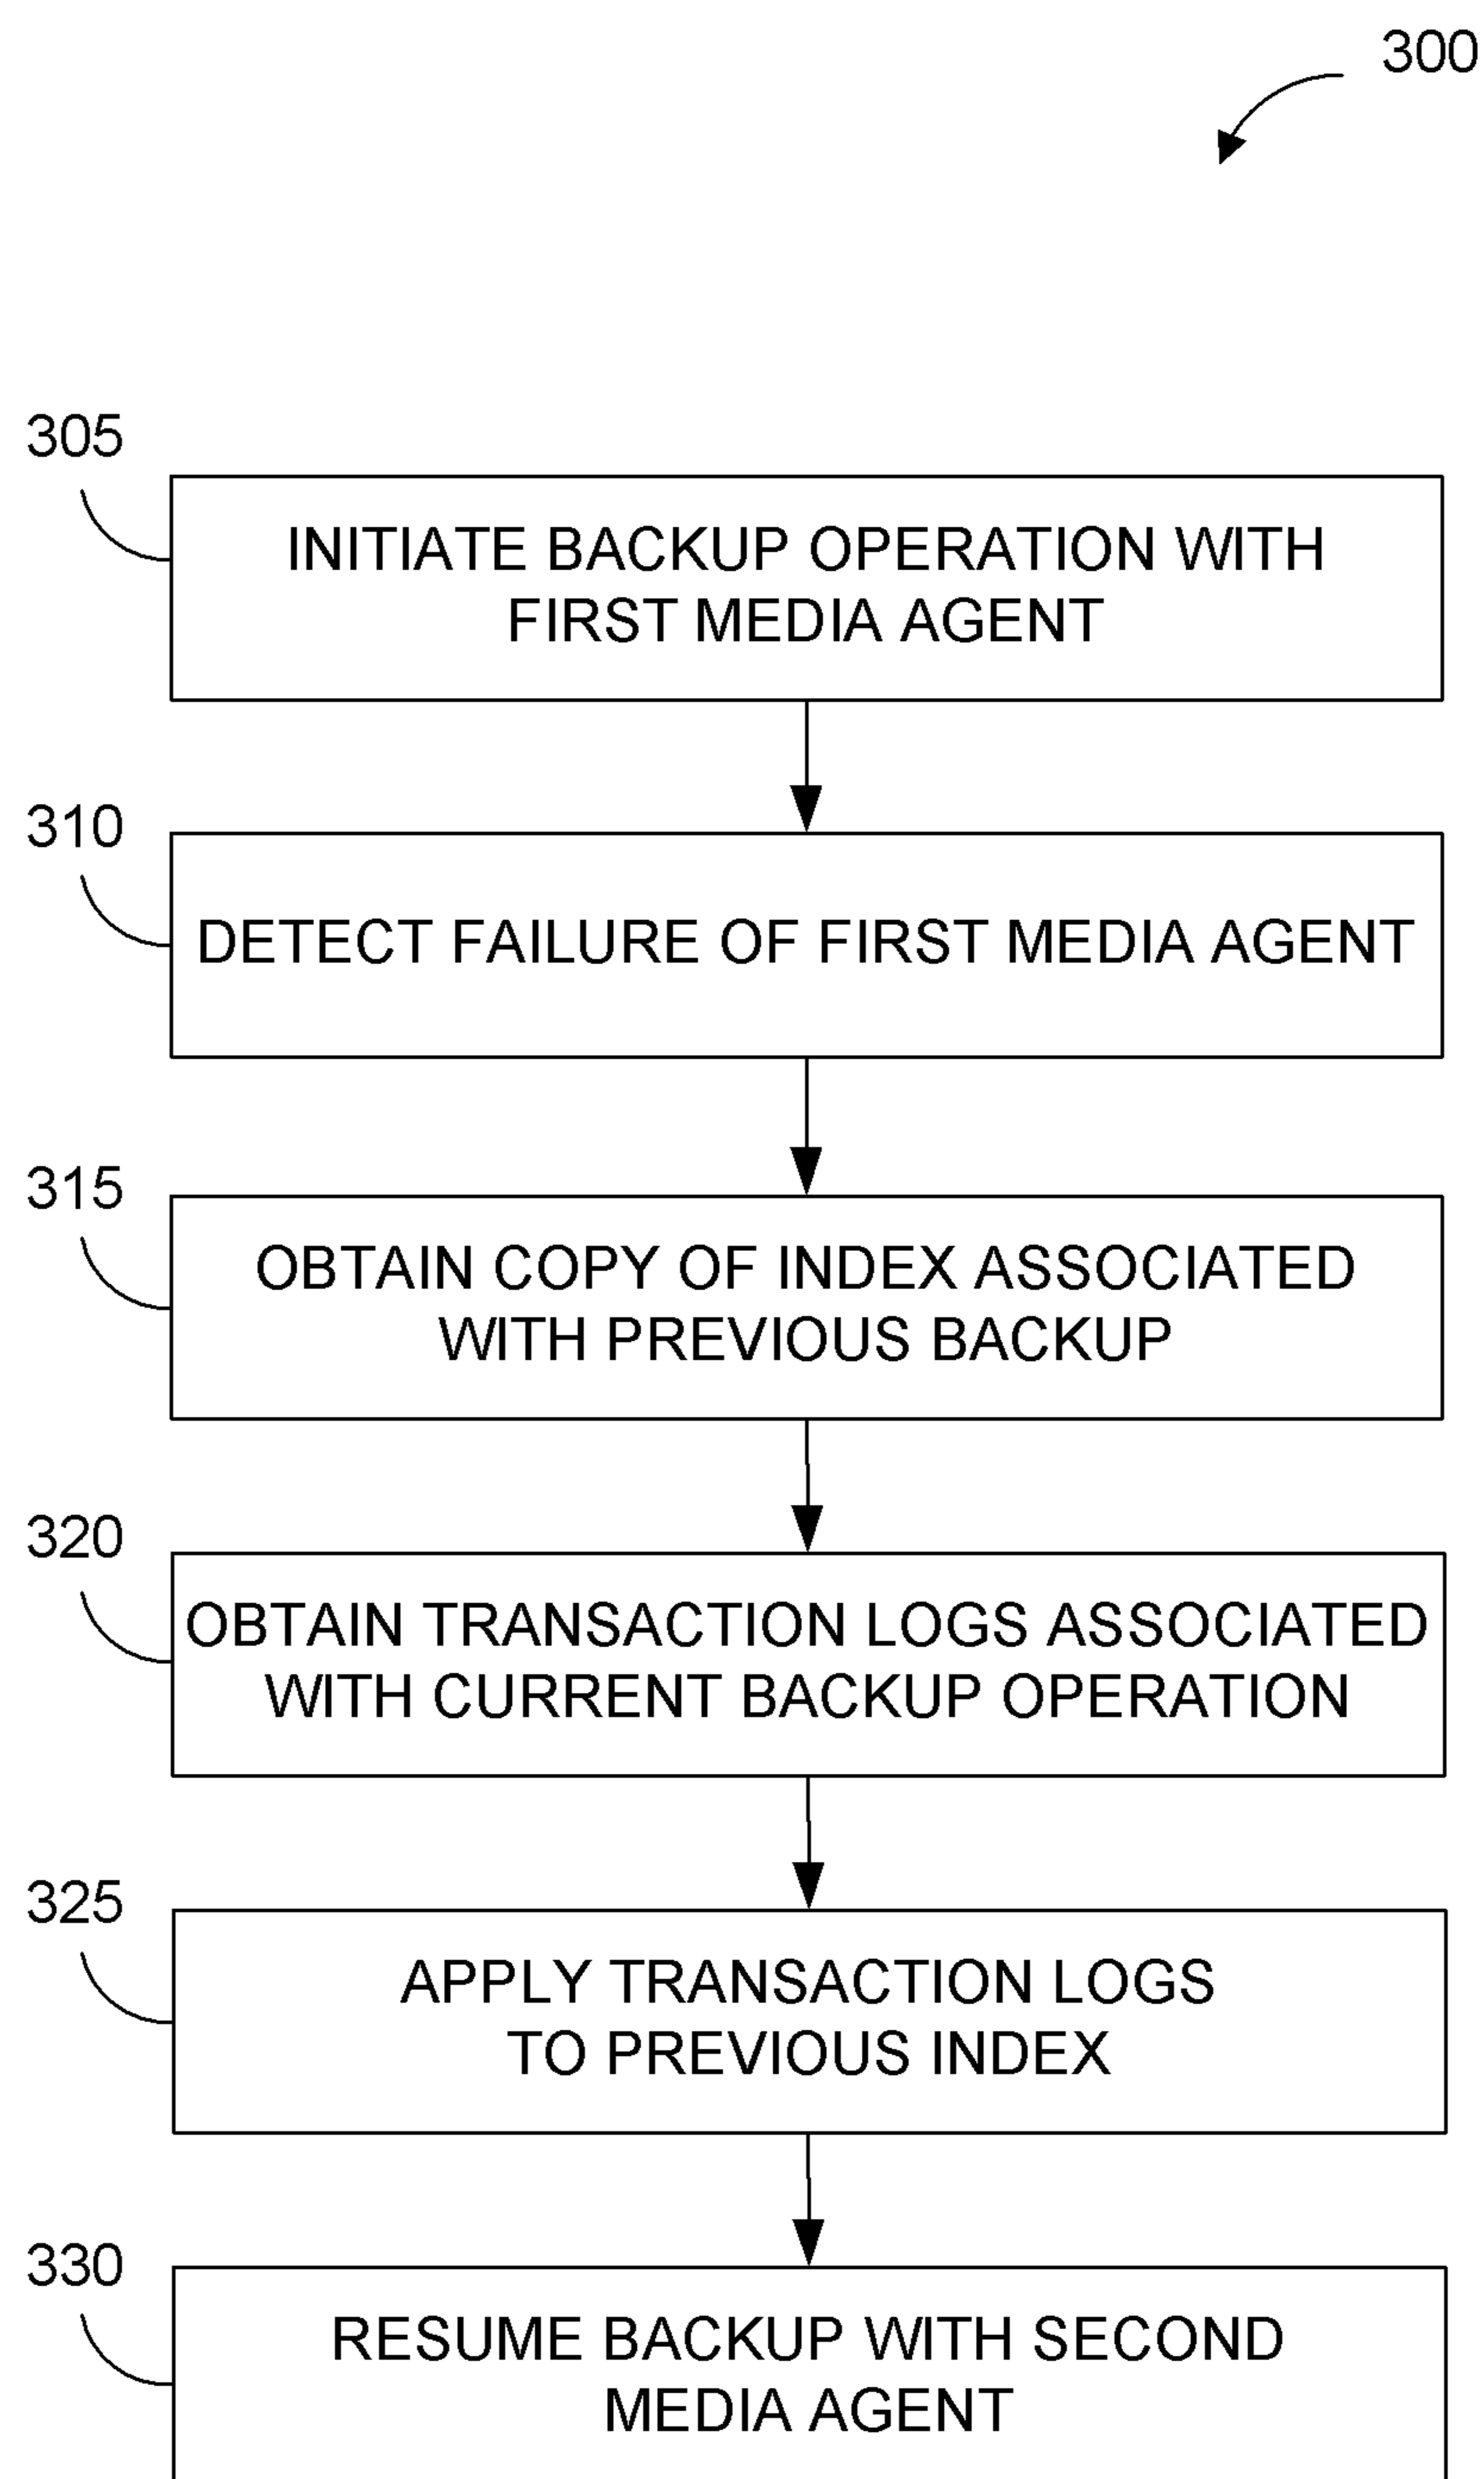 300
305
INITIATE BACKUP OPERATION WITH
FIRST MEDIA AGENT
310
DETECT FAILURE OF FIRST MEDIA AGENT
315
OBTAIN COPY OF INDEX ASSOCIATED
WITH PREVIOUS BACKUP
320
OBTAIN TRANSACTION LOGS ASSOCIATED
WITH CURRENT BACKUP OPERATION
325
APPLY TRANSACTION LOGS
TO PREVIOUS INDEX
330
RESUME BACKUP WITH SECOND
MEDIA AGENT